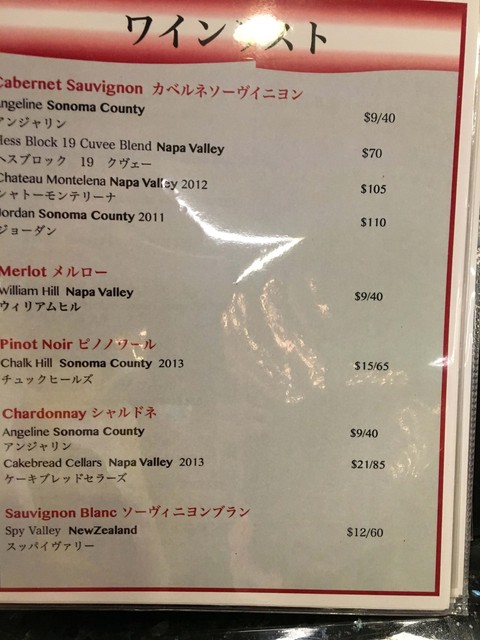 ワインリスト
Cabernet Sauvignon カベルネソーヴイニヨン
Angeline Sonoma County $9/40
アンジャリン
Hess Block 19 Cuvee Blend Napa Valley $70
ヘスブロック 19 クヴェー
Chateau Montelena Napa Valley 2012 $105
シャトーモンテリーナ
Jordan Sonoma County 2011 $110
ジョーダン
Merlot メルロー
William Hill Napa Valley $9/40
ウィリアムヒル
Pinot Noir ピノノワール
Chalk Hill Sonoma County 2013 $15/65
チュックヒールズ
Chardonnay シャルドネ
Angeline Sonoma County $9/40
アンジャリン
Cakebread Cellars Napa Valley 2013 $21/85
ケーキブレッドセラーズ
Sauvignon Blanc ソーヴィニヨンブラン
Spy Valley NewZealand $12/60
スッパイヴァリー